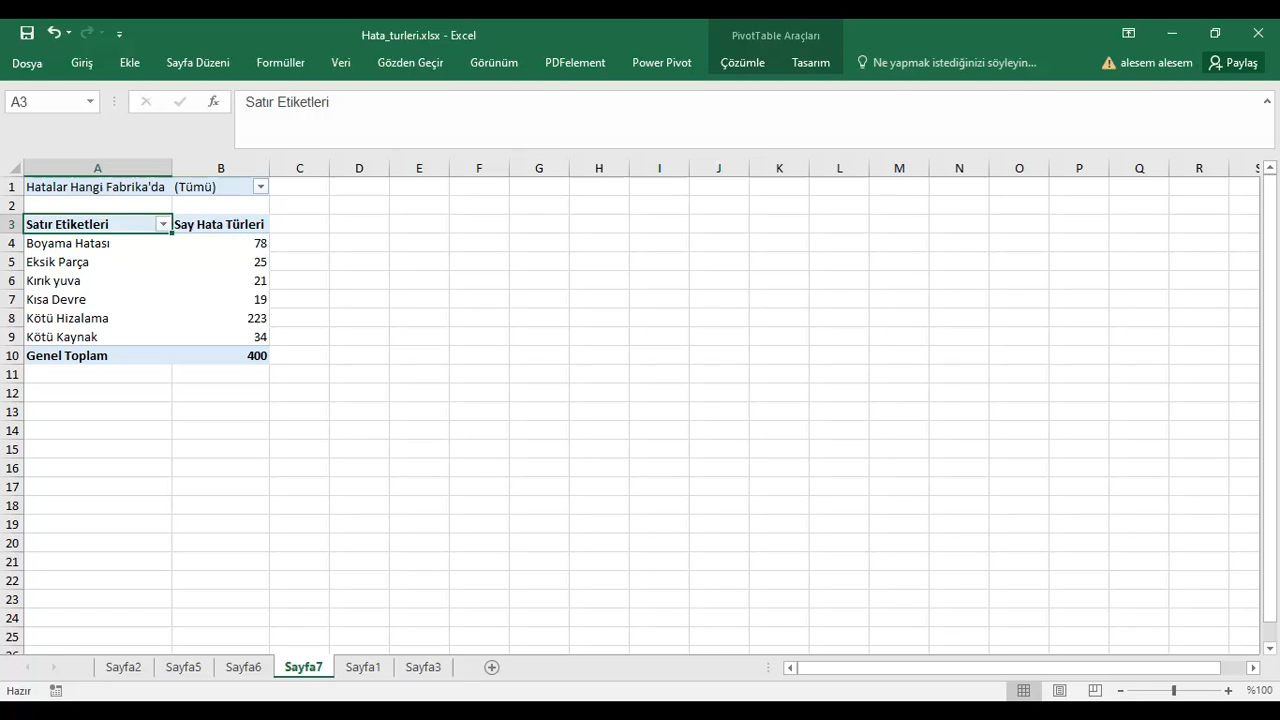 Hata_turleri.xlsx - Excel
PivotTable Araçları
Dosya Giriş Ekle Sayfa Düzeni Formüller Veri Gözden Geçir Görünüm PDFelement Power Pivot Çözümle Tasarım Ne yapmak istediğinizi söyleyin... alesem alesem Paylaş
A3 fx Satır Etiketleri
A B C D E F G H I J K L M N O P Q R S
1 Hatalar Hangi Fabrika'da (Tümü)
2
3 Satır Etiketleri Say Hata Türleri
4 Boyama Hatası 78
5 Eksik Parça 25
6 Kırık yuva 21
7 Kısa Devre 19
8 Kötü Hizalama 223
9 Kötü Kaynak 34
10 Genel Toplam 400
11
12
13
14
15
16
17
18
19
20
21
22
23
24
25
26
Sayfa2 Sayfa5 Sayfa6 Sayfa7 Sayfa1 Sayfa3
Hazır %100